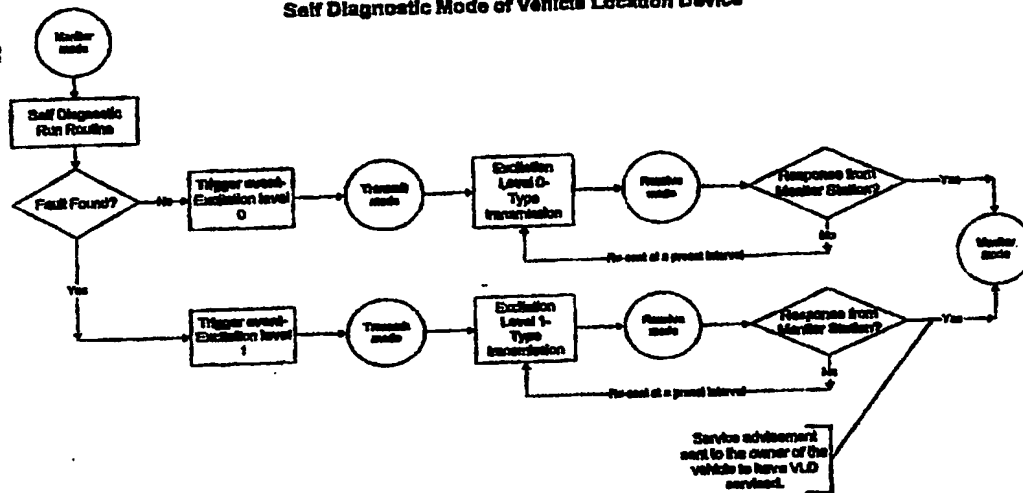 Self Diagnostic Mode of Vehicle Location Device
Monitor
mode
Self Diagnostic
Run Routine
Fault Found?
No
Trigger event-
Excitation level
0
Transmit
mode
Excitation
Level 0-
Type
transmission
Receive
mode
Response from
Monitor Station?
Yes
No
Re-sent at a preset interval
Monitor
mode
Yes
Trigger event-
Excitation level
1
Transmit
mode
Excitation
Level 1-
Type
transmission
Receive
mode
Response from
Monitor Station?
Yes
No
Re-sent at a preset interval
Service advisement
sent to the owner of the
vehicle to have VLD
serviced.